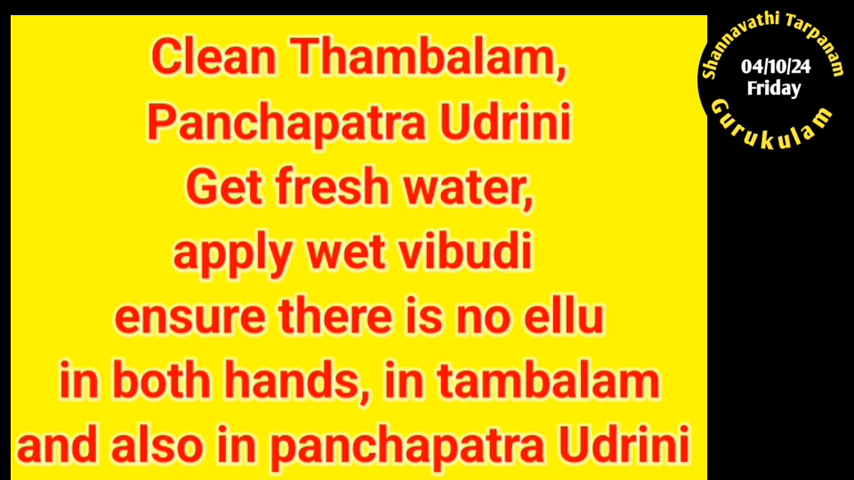 Clean Thambalam,
Panchapatra Udrini
Get fresh water,
apply wet vibudi
ensure there is no ellu
in both hands, in tambalam
and also in panchapatra Udrini
Shannavathi Tarpanam
04/10/24
Friday
Gurukulam